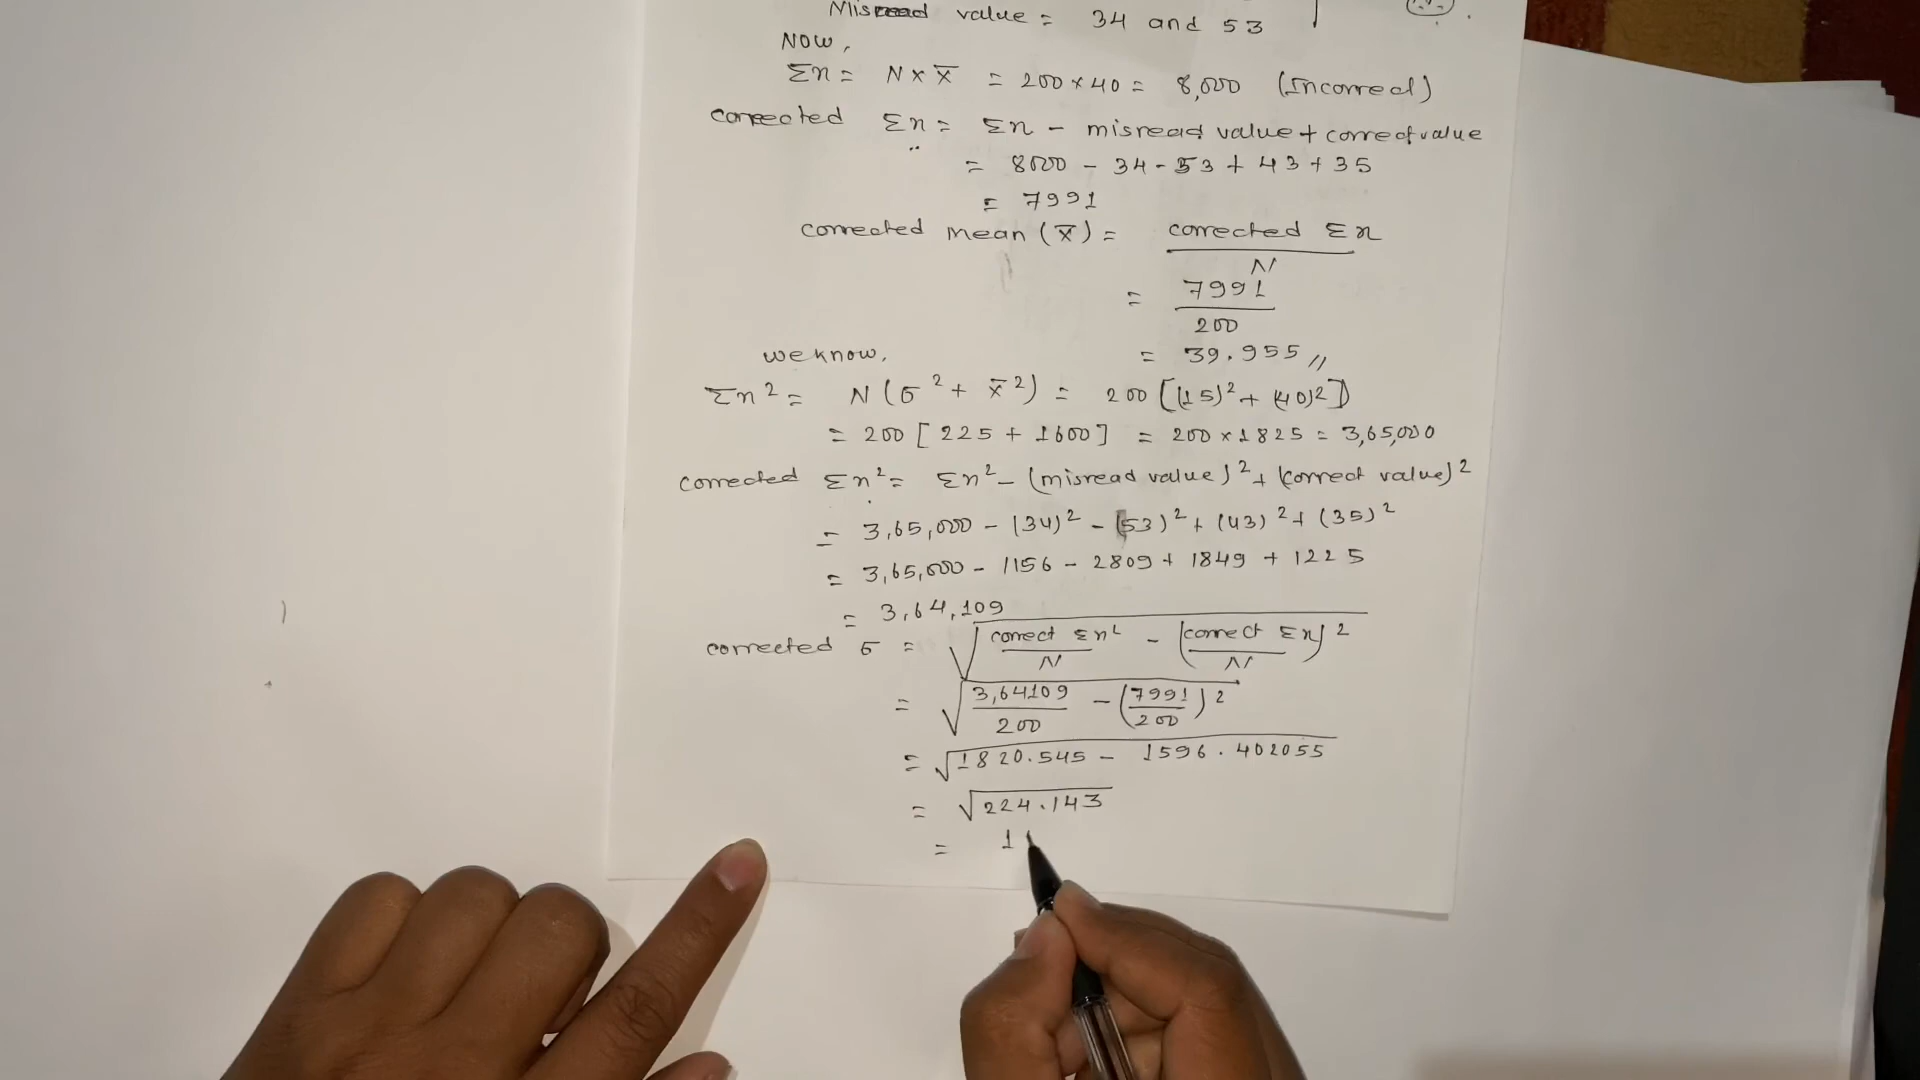 Misread value = 34 and 53
Now,
Σx = N × x̄ = 200 × 40 = 8,000 (Incorrect)
corrected Σx = Σx - misread value + correct value
= 8000 - 34 - 53 + 43 + 35
= 7991
corrected mean (x̄) = corrected Σx / N
= 7991 / 200
= 39.955 //
we know,
Σx² = N (σ² + x̄²) = 200 [(15)² + (40)²]
= 200 [225 + 1600] = 200 × 1825 = 3,65,000
corrected Σx² = Σx² - (misread value)² + (correct value)²
= 3,65,000 - (34)² - (53)² + (43)² + (35)²
= 3,65,000 - 1156 - 2809 + 1849 + 1225
= 3,64,109
corrected σ = √(correct Σx² / N - (correct Σx / N)²)
= √(3,64109 / 200 - (7991 / 200)²)
= √(1820.545 - 1596.402055)
= √224.143
= 1